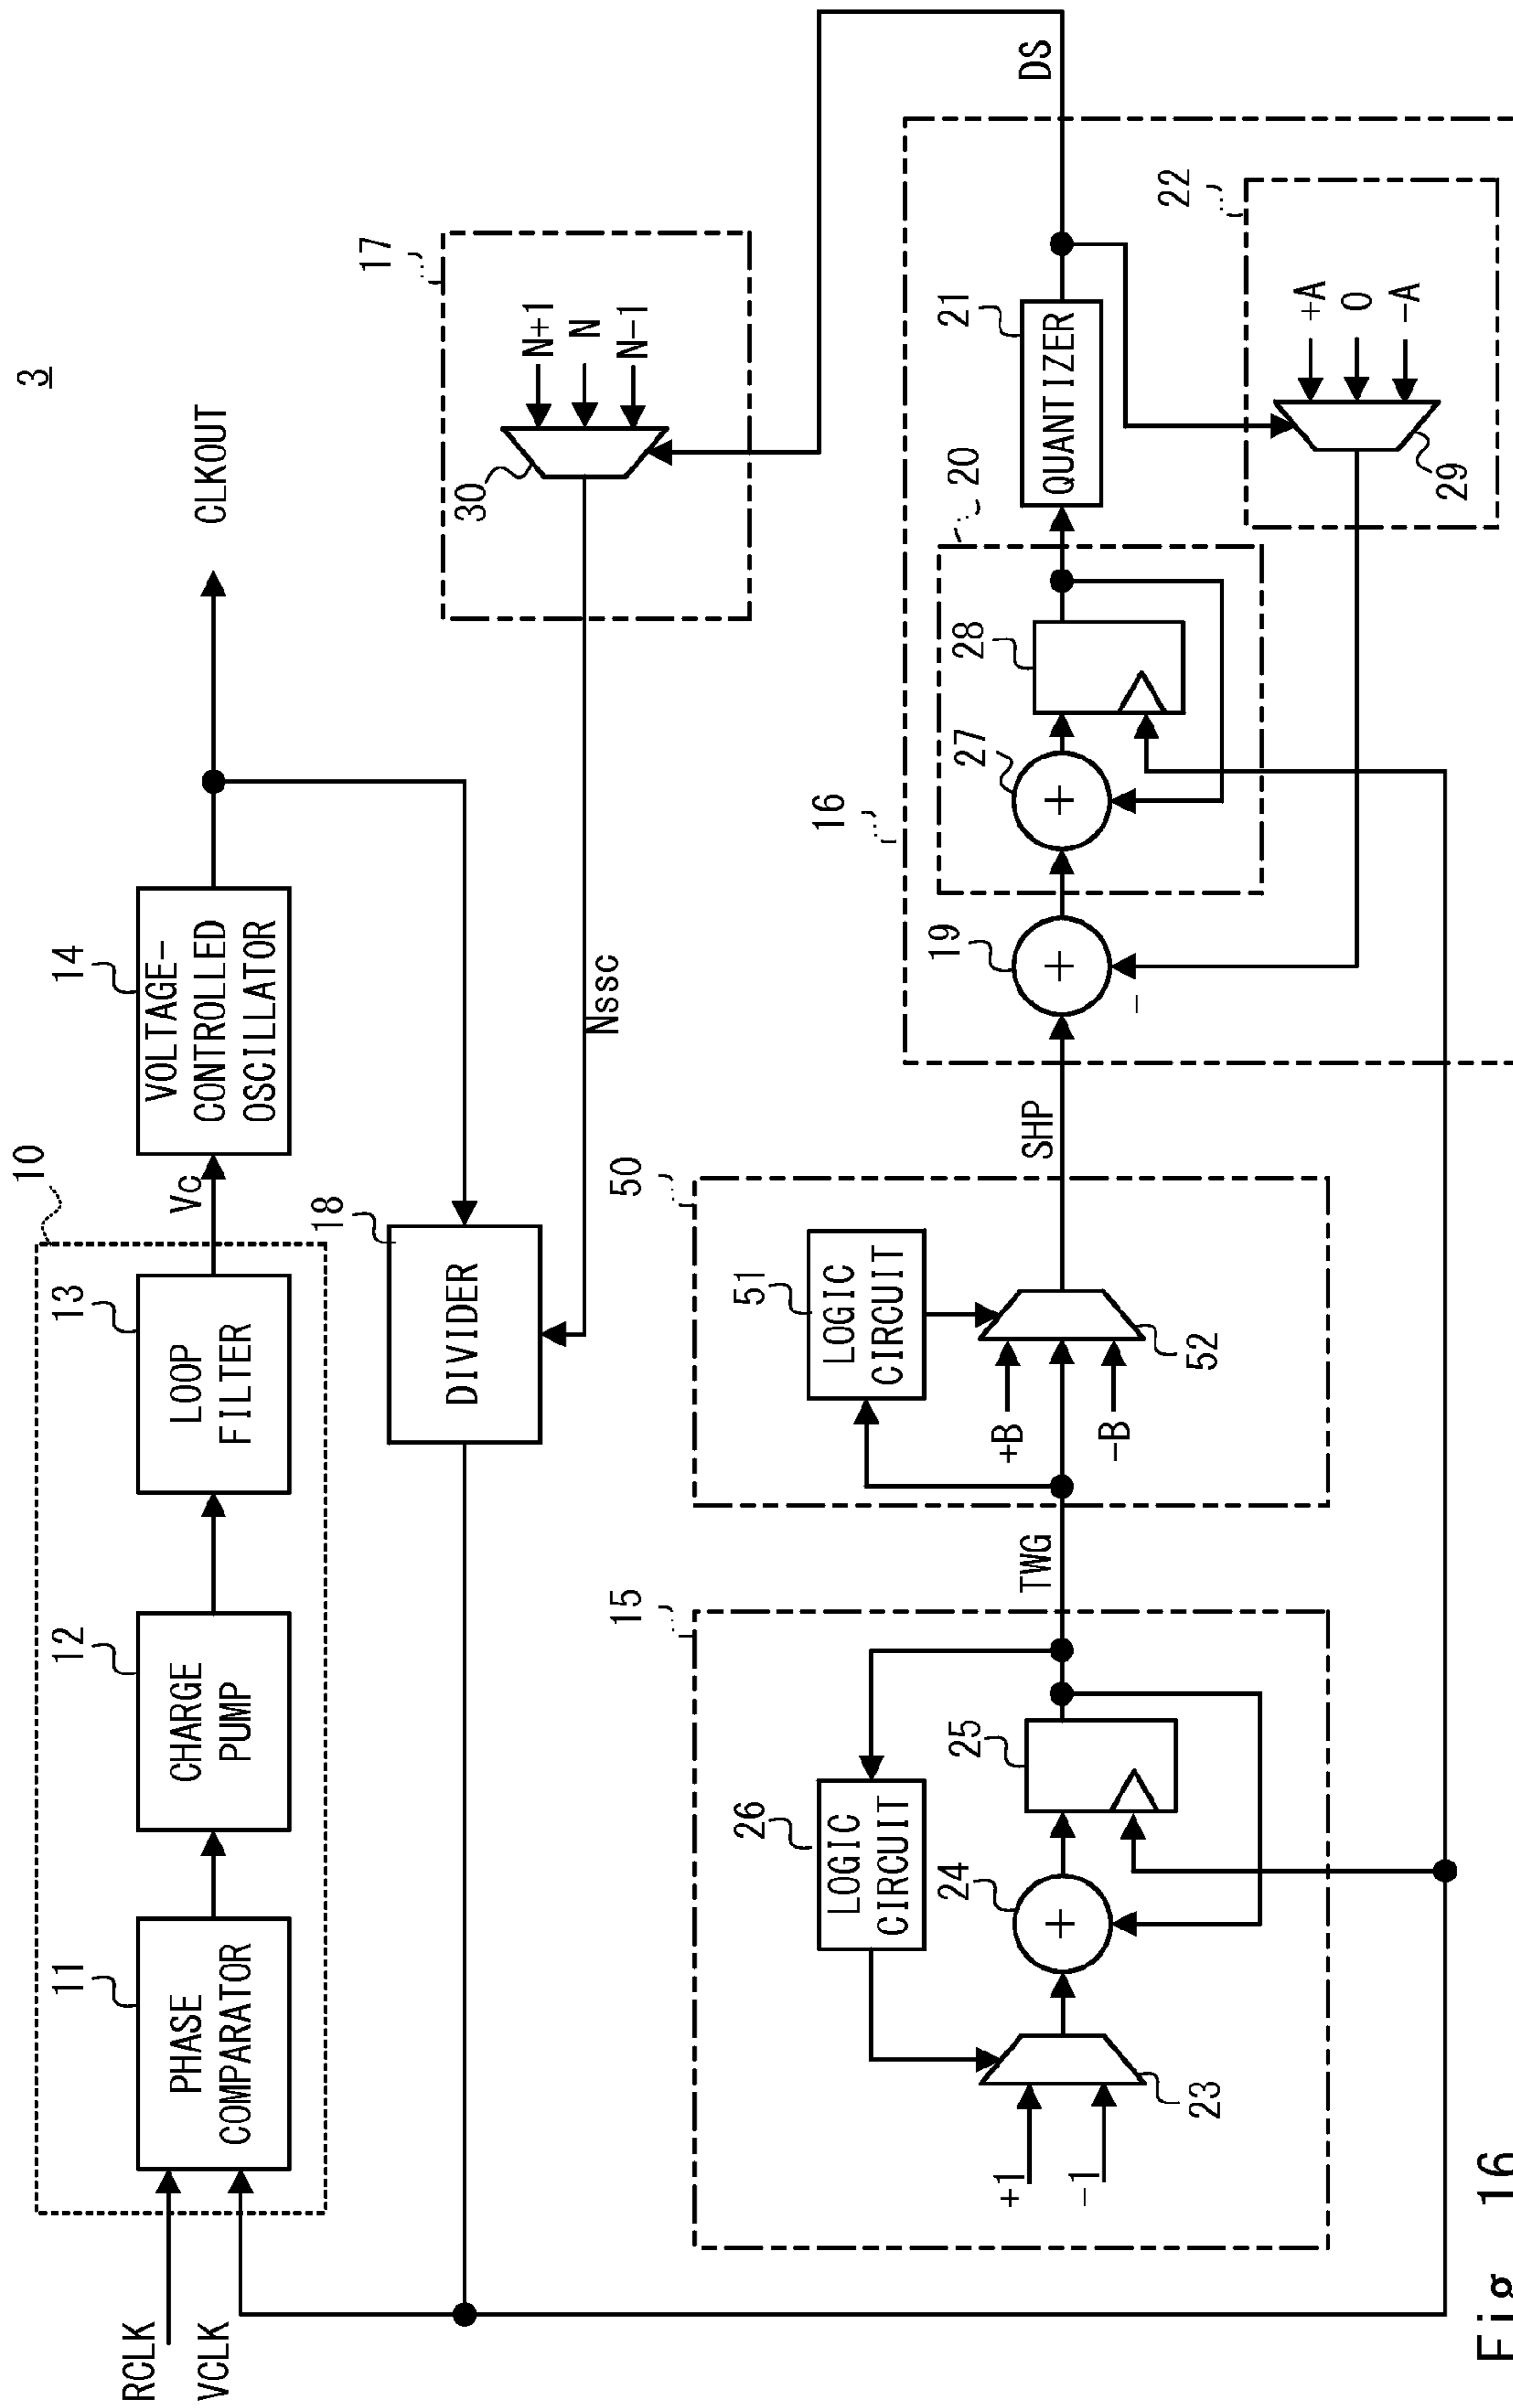 3
10
11
12
13
14
RCLK
VCLK
PHASE
COMPARATOR
CHARGE
PUMP
LOOP
FILTER
Vc
VOLTAGE-
CONTROLLED
OSCILLATOR
CLKOUT
18
DIVIDER
Nssc
17
30
N+1
N
N-1
15
26
LOGIC
CIRCUIT
+1
-1
23
24
+
25
TWG
50
51
LOGIC
CIRCUIT
+B
-B
52
SHP
16
19
+
-
20
27
+
28
21
QUANTIZER
DS
22
+A
0
-A
29
Fig. 16